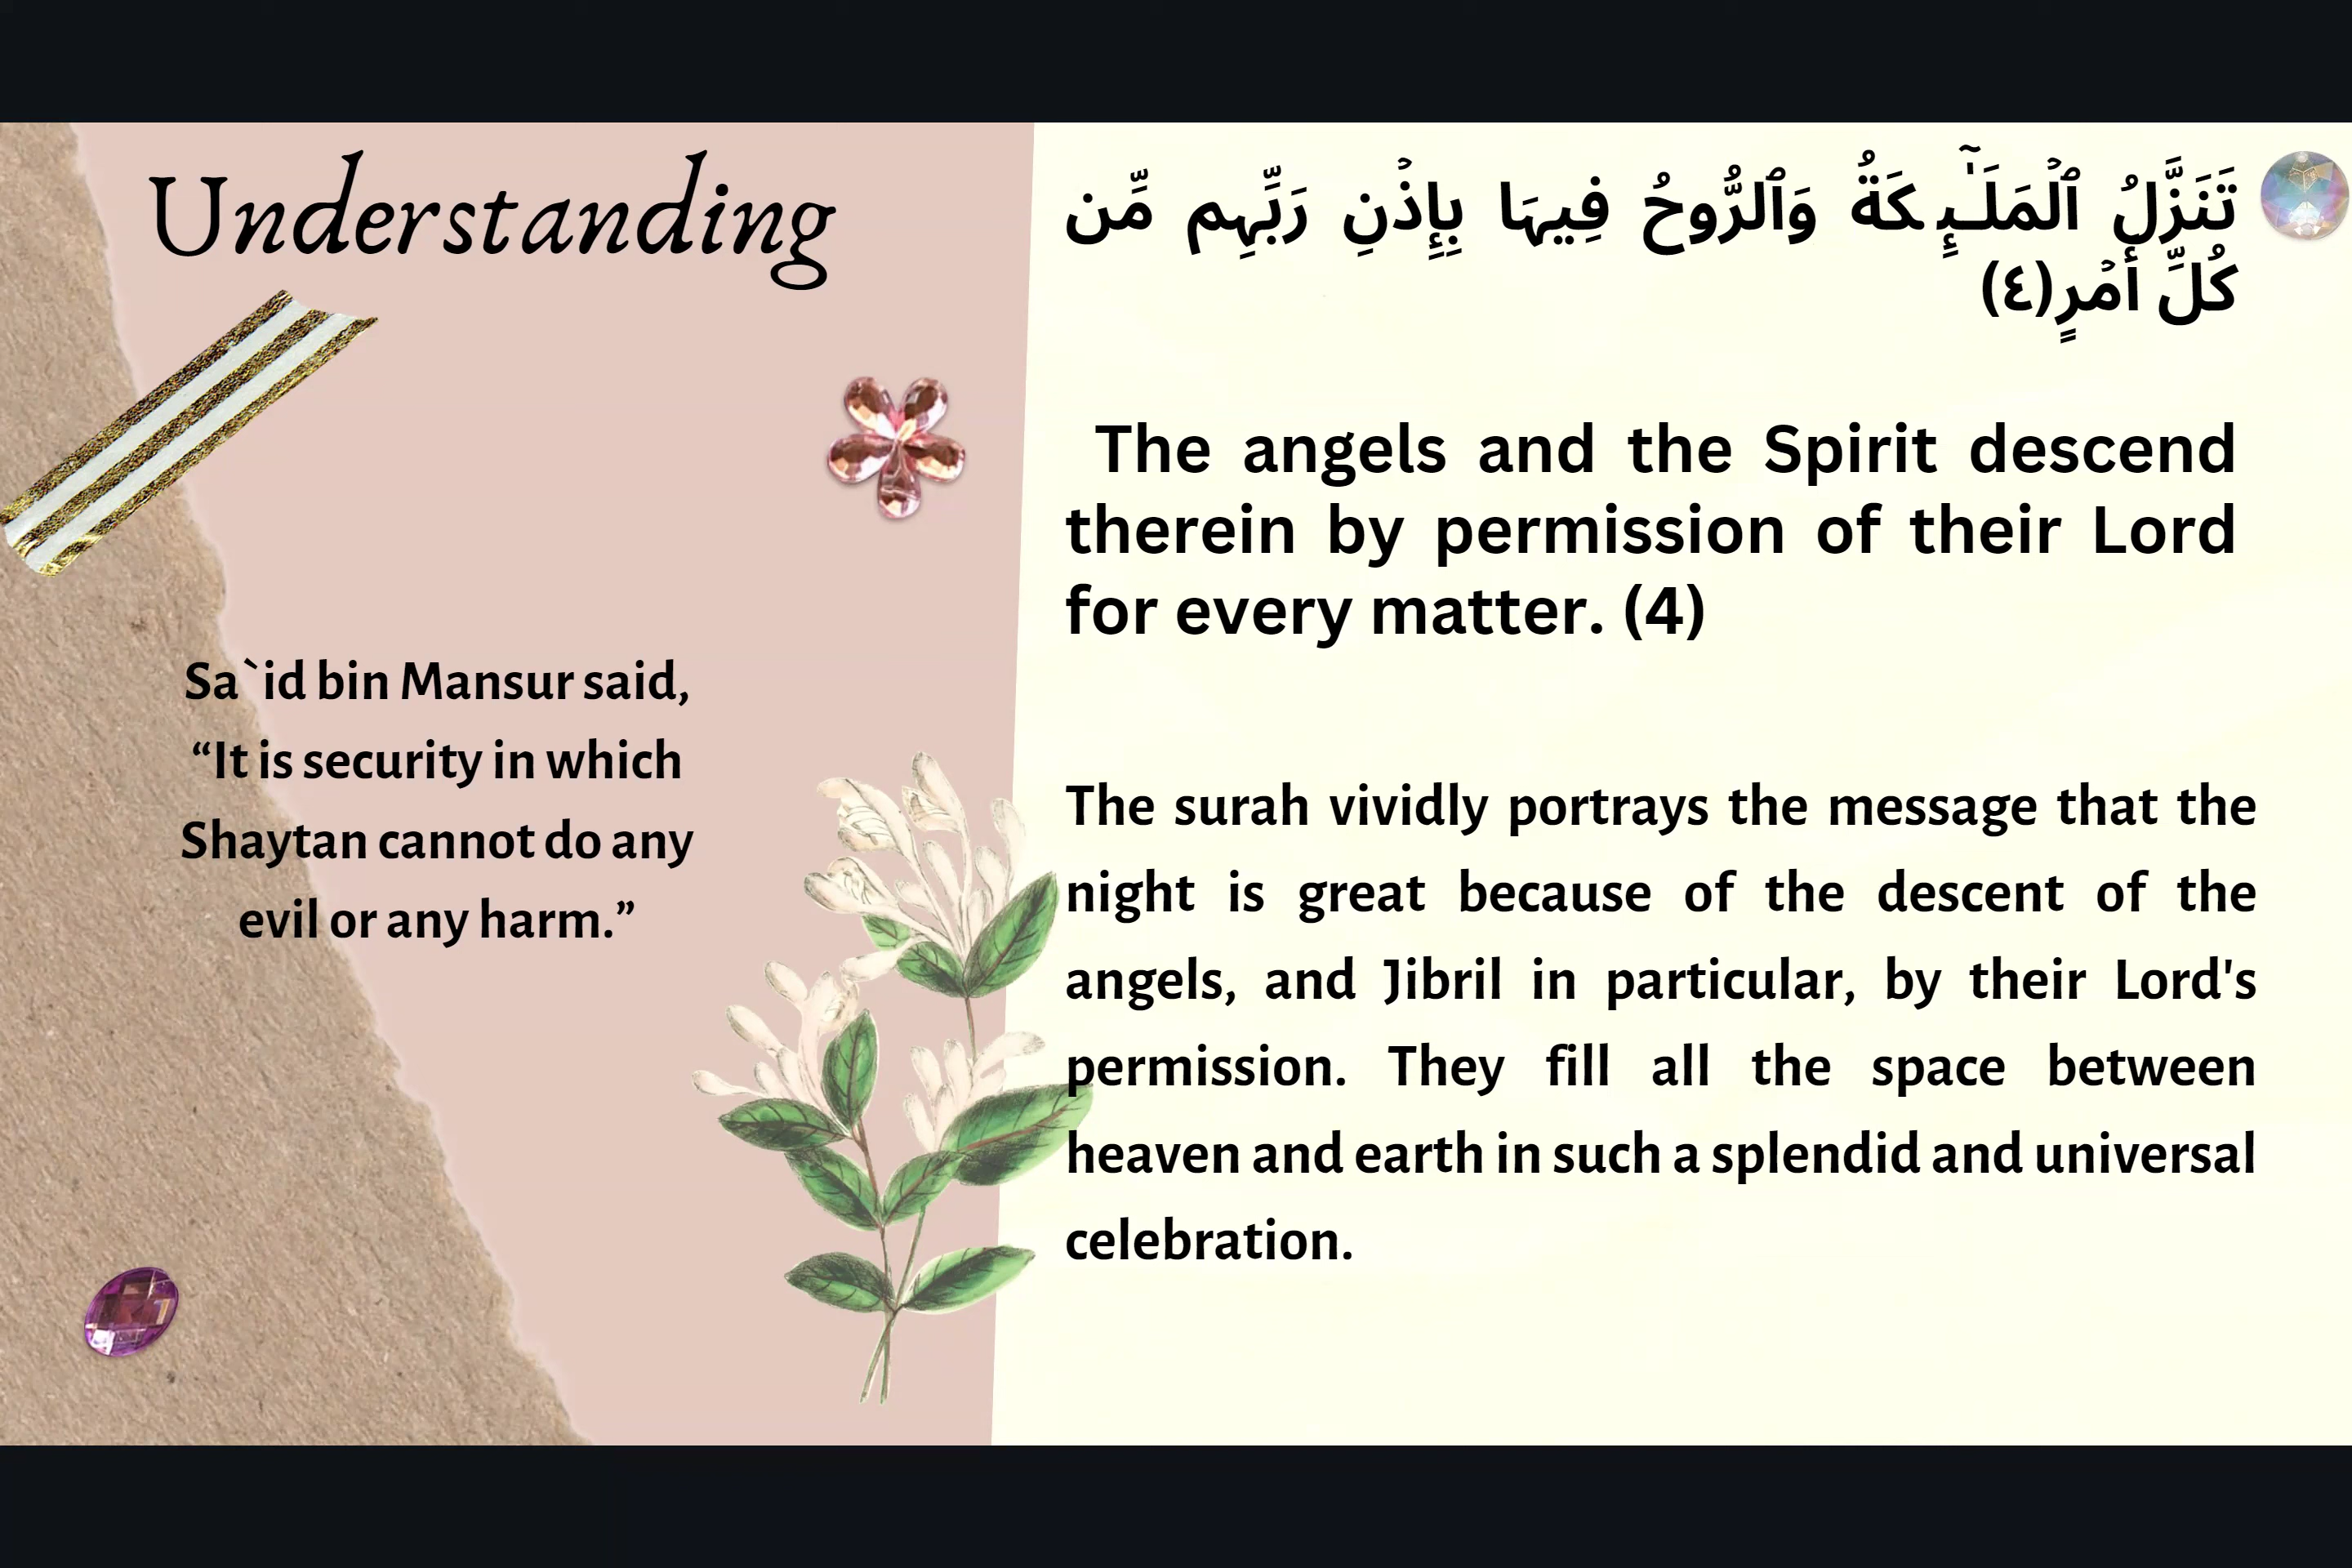 Understanding
Sa`id bin Mansur said,
“It is security in which
Shaytan cannot do any
evil or any harm.”
تَنَزَّلُ ٱلۡمَلَـٰٓٮِٕكَةُ وَٱلرُّوحُ فِيہَا بِإِذۡنِ رَبِّہِم مِّن
كُلِّ أَمۡرٍ(٤)
The angels and the Spirit descend
therein by permission of their Lord
for every matter. (4)
The surah vividly portrays the message that the
night is great because of the descent of the
angels, and Jibril in particular, by their Lord's
permission. They fill all the space between
heaven and earth in such a splendid and universal
celebration.